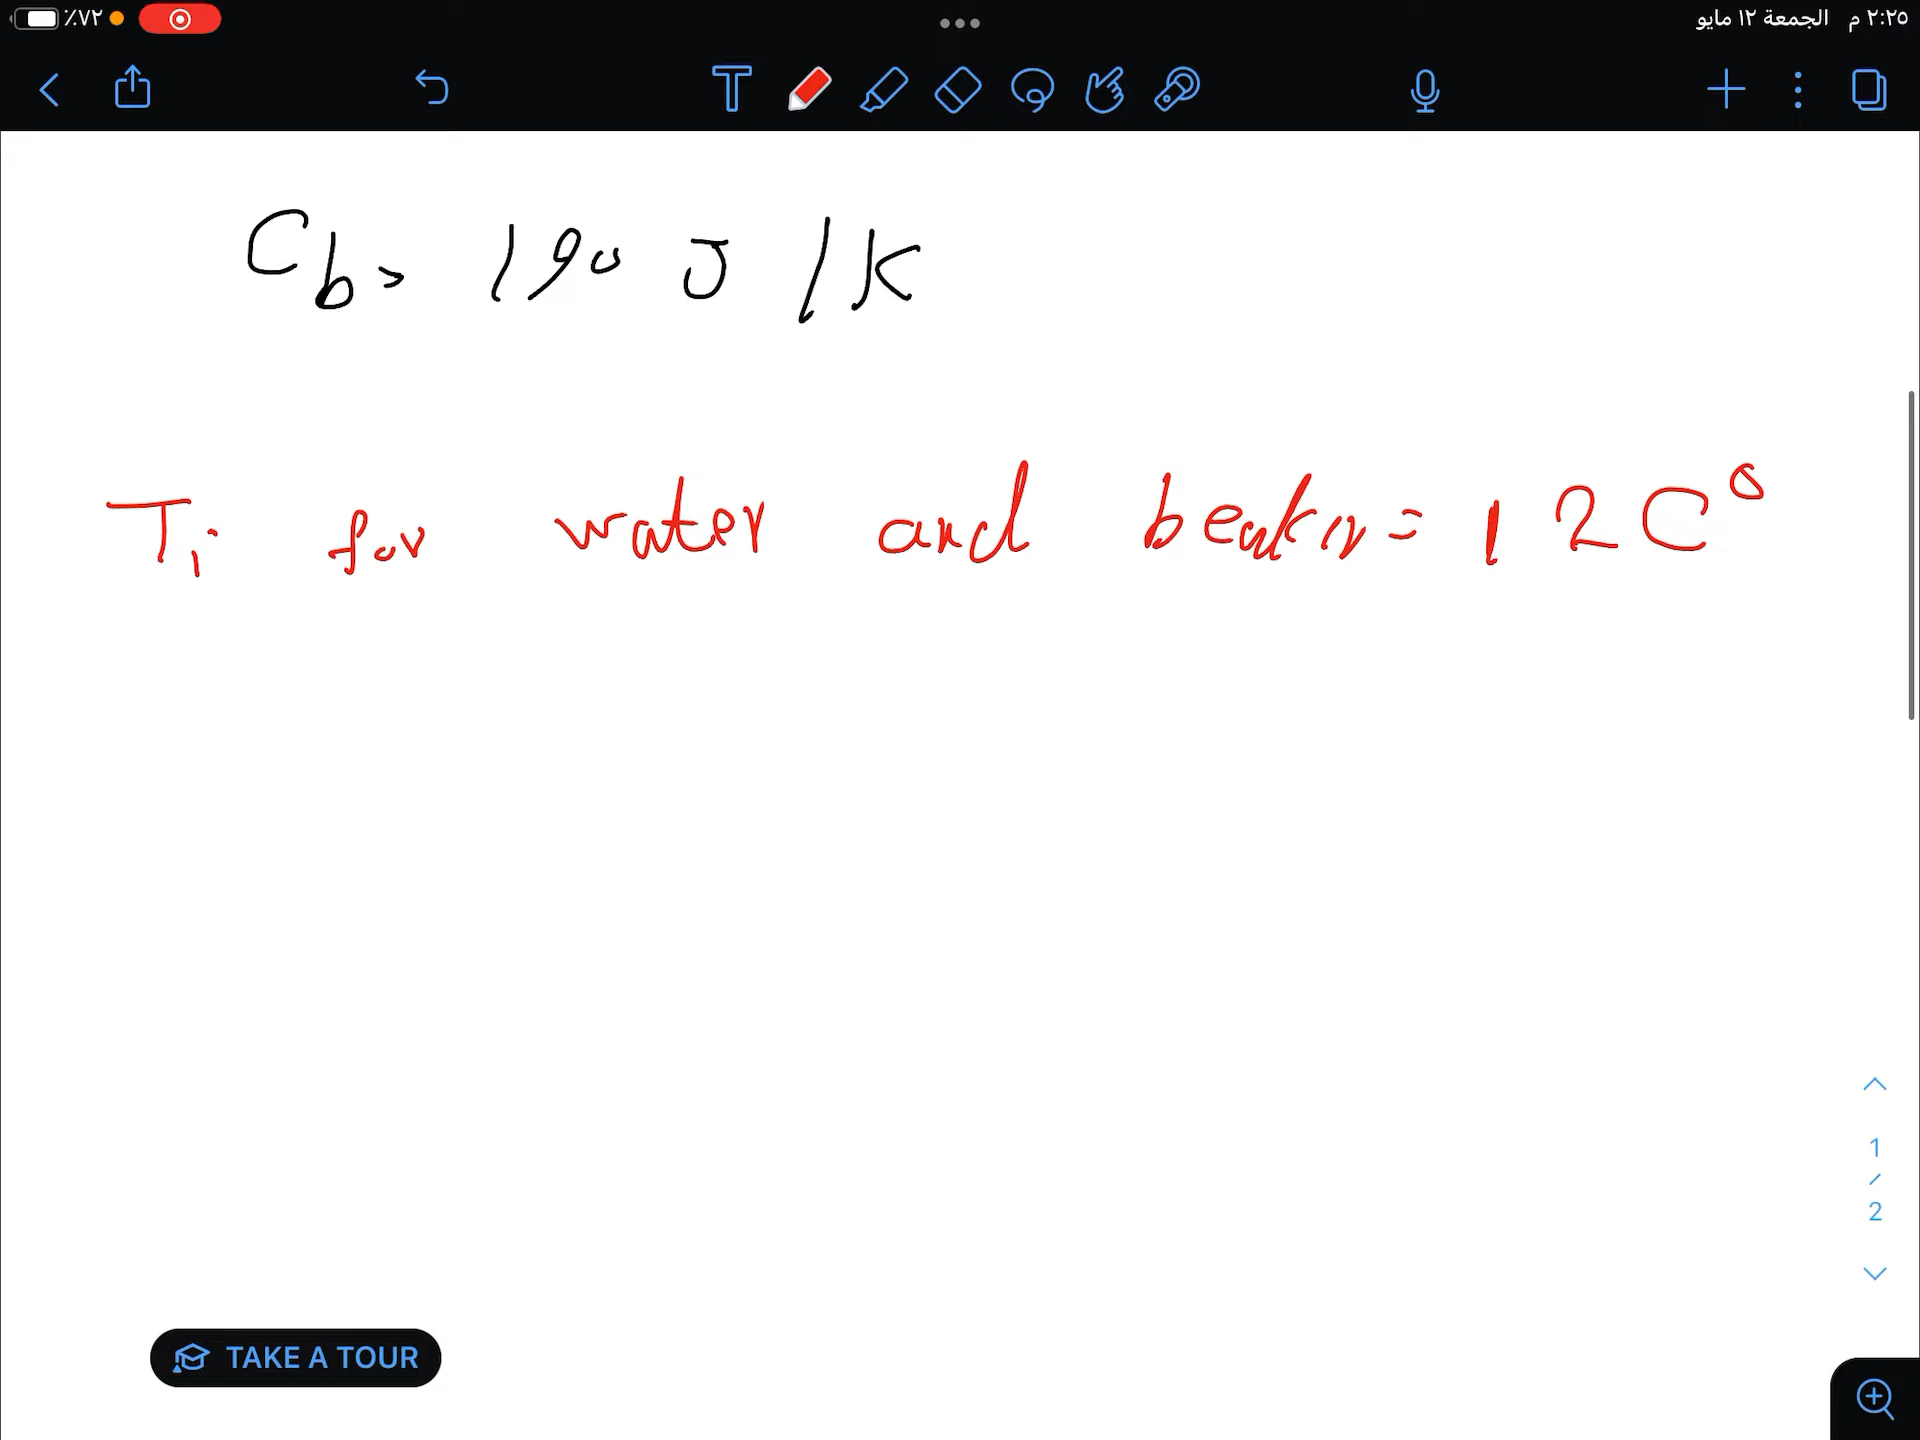 ٪٧٢
٢:٢٥ م الجمعة ١٢ مايو
T
Cb = 190 J / K
Ti for water and beaker = 12 C°
1
/
2
TAKE A TOUR